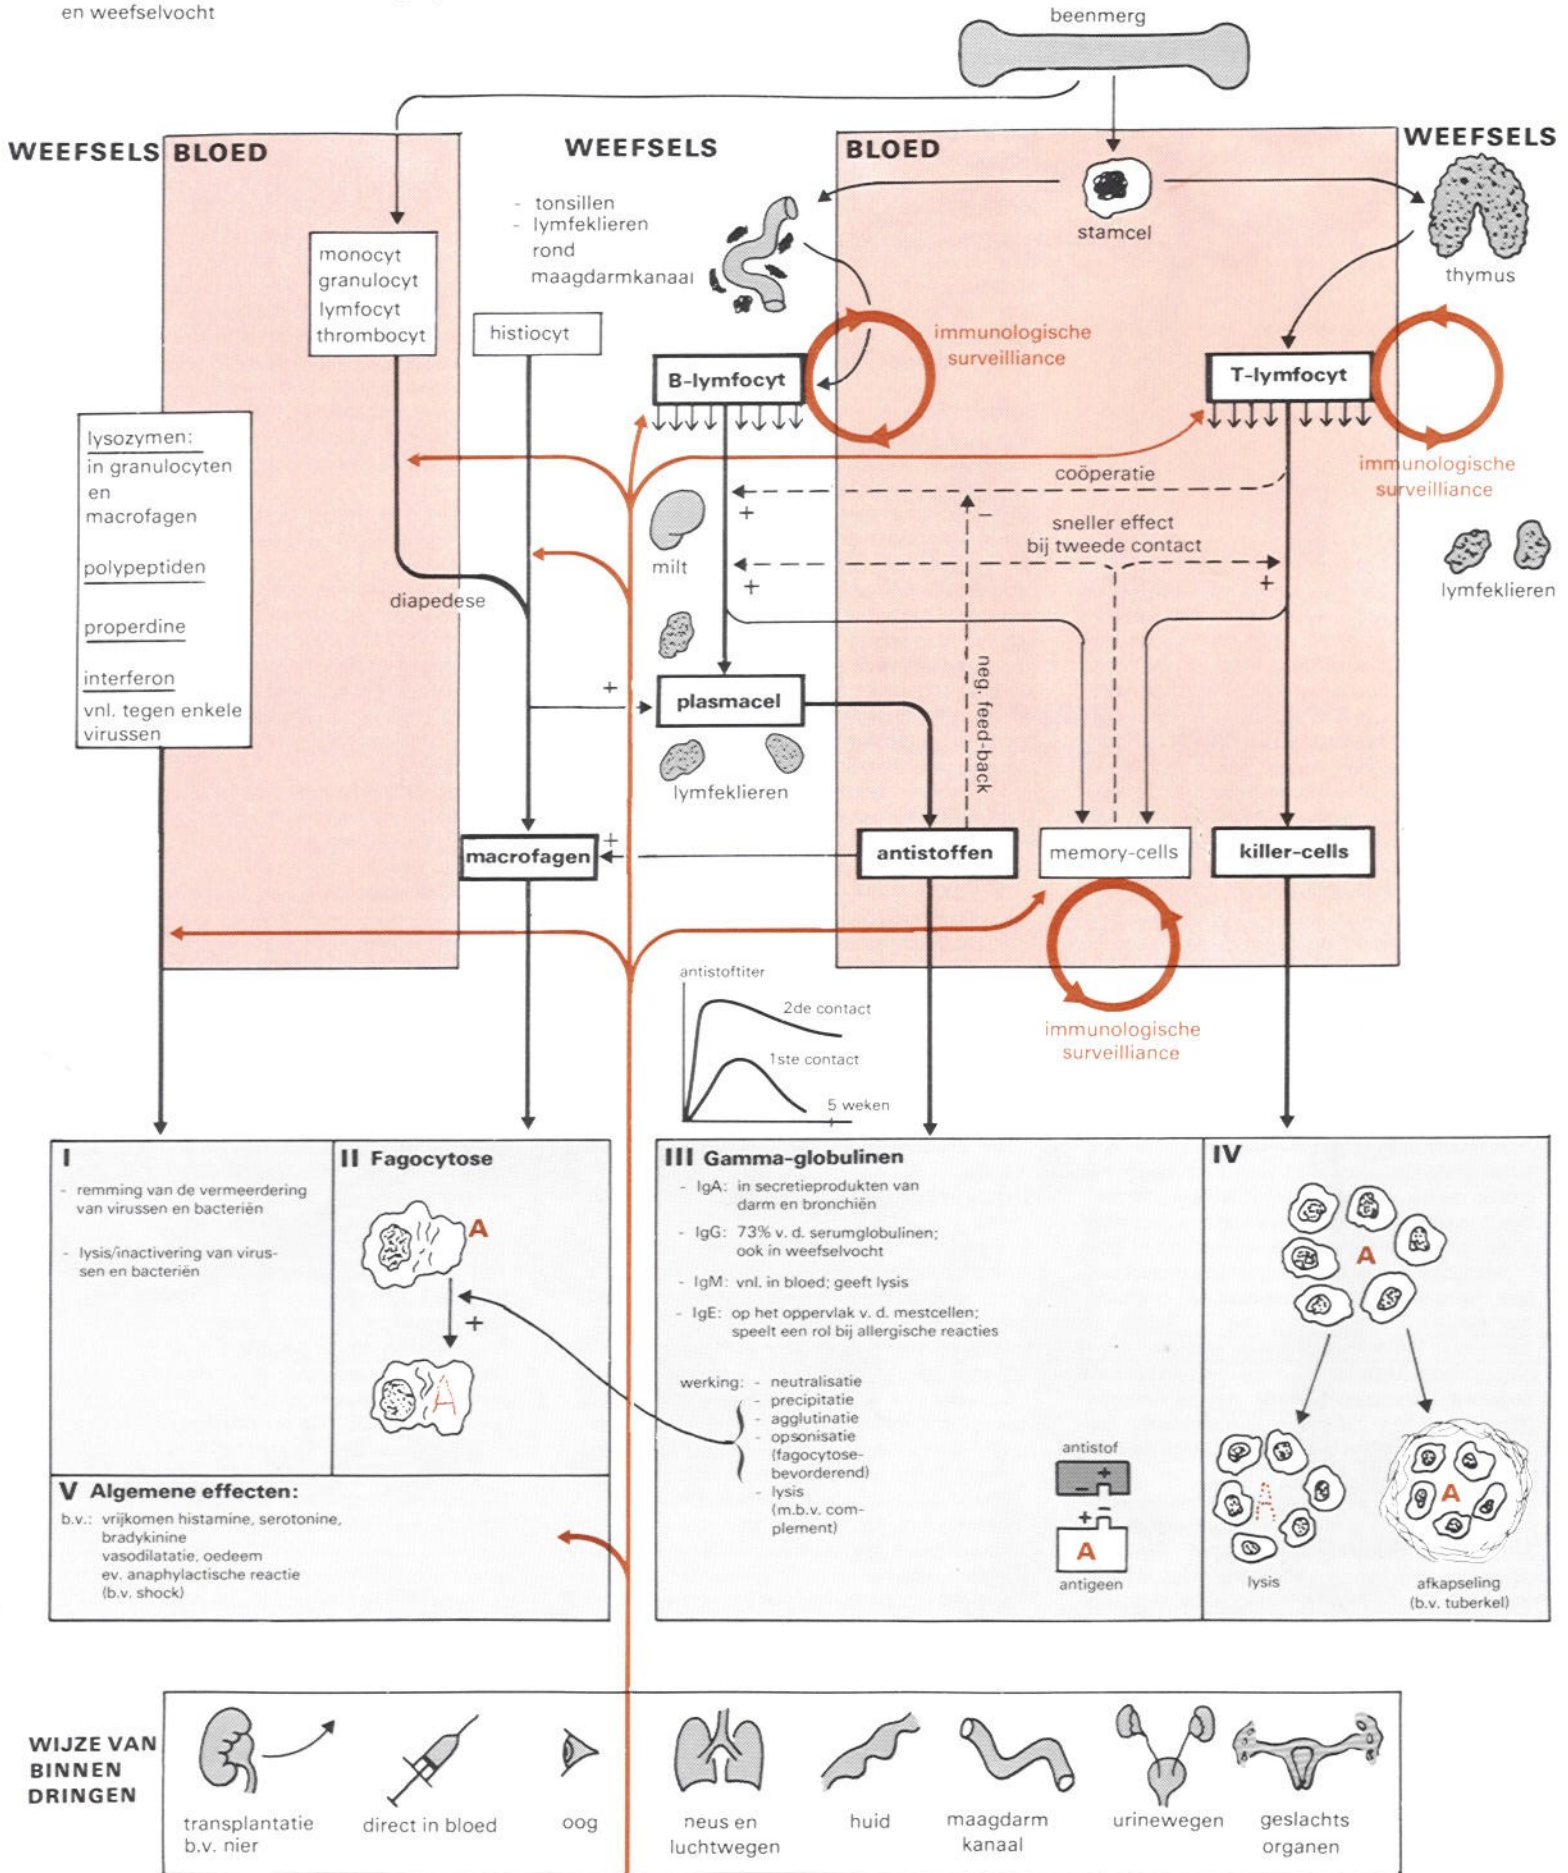 en weefselvocht
beenmerg
WEEFSELS
BLOED
WEEFSELS
BLOED
WEEFSELS
- tonsillen
- lymfeklieren
rond
maagdarmkanaal
stamcel
thymus
monocyt
granulocyt
lymfocyt
thrombocyt
histiocyt
immunologische
surveilliance
B-lymfocyt
T-lymfocyt
immunologische
surveilliance
lysozymen:
in granulocyten
en
macrofagen
polypeptiden
properdine
interferon
vnl. tegen enkele
virussen
coöperatie
+
−
sneller effect
bij tweede contact
+
+
milt
lymfeklieren
diapedese
+
plasmacel
neg. feed-back
lymfeklieren
macrofagen
+
antistoffen
memory-cells
killer-cells
immunologische
surveilliance
antistoftiter
2de contact
1ste contact
5 weken
I
- remming van de vermeerdering
van virussen en bacteriën
- lysis/inactivering van virus-
sen en bacteriën
II Fagocytose
A
+
A
III Gamma-globulinen
- IgA: in secretieprodukten van
darm en bronchiën
- IgG: 73% v. d. serumglobulinen;
ook in weefselvocht
- IgM: vnl. in bloed; geeft lysis
- IgE: op het oppervlak v. d. mestcellen;
speelt een rol bij allergische reacties
werking: - neutralisatie
- precipitatie
- agglutinatie
- opsonisatie
(fagocytose-
bevorderend)
- lysis
(m.b.v. com-
plement)
antistof
+
−
+ −
A
antigeen
IV
A
A
lysis
A
afkapseling
(b.v. tuberkel)
V Algemene effecten:
b.v.: vrijkomen histamine, serotonine,
bradykinine
vasodilatatie, oedeem
ev. anaphylactische reactie
(b.v. shock)
WIJZE VAN
BINNEN
DRINGEN
transplantatie
b.v. nier
direct in bloed
oog
neus en
luchtwegen
huid
maagdarm
kanaal
urinewegen
geslachts
organen